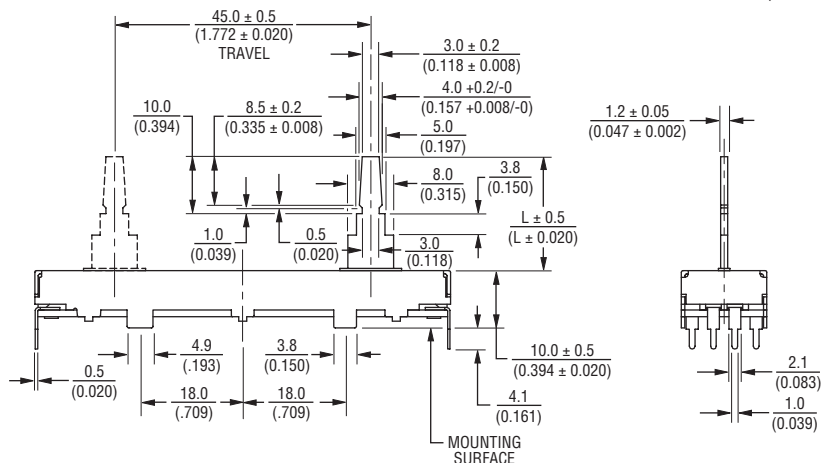 45.0 ± 0.5
(1.772 ± 0.020)
TRAVEL
3.0 ± 0.2
(0.118 ± 0.008)
10.0
(0.394)
8.5 ± 0.2
(0.335 ± 0.008)
4.0 +0.2/-0
(0.157 +0.008/-0)
1.2 ± 0.05
(0.047 ± 0.002)
5.0
(0.197)
8.0
(0.315)
3.8
(0.150)
L ± 0.5
(L ± 0.020)
1.0
(0.039)
0.5
(0.020)
3.0
(0.118)
4.9
(.193)
3.8
(0.150)
10.0 ± 0.5
(0.394 ± 0.020)
0.5
(0.020)
2.1
(0.083)
18.0
(.709)
18.0
(.709)
4.1
(0.161)
1.0
(0.039)
MOUNTING
SURFACE